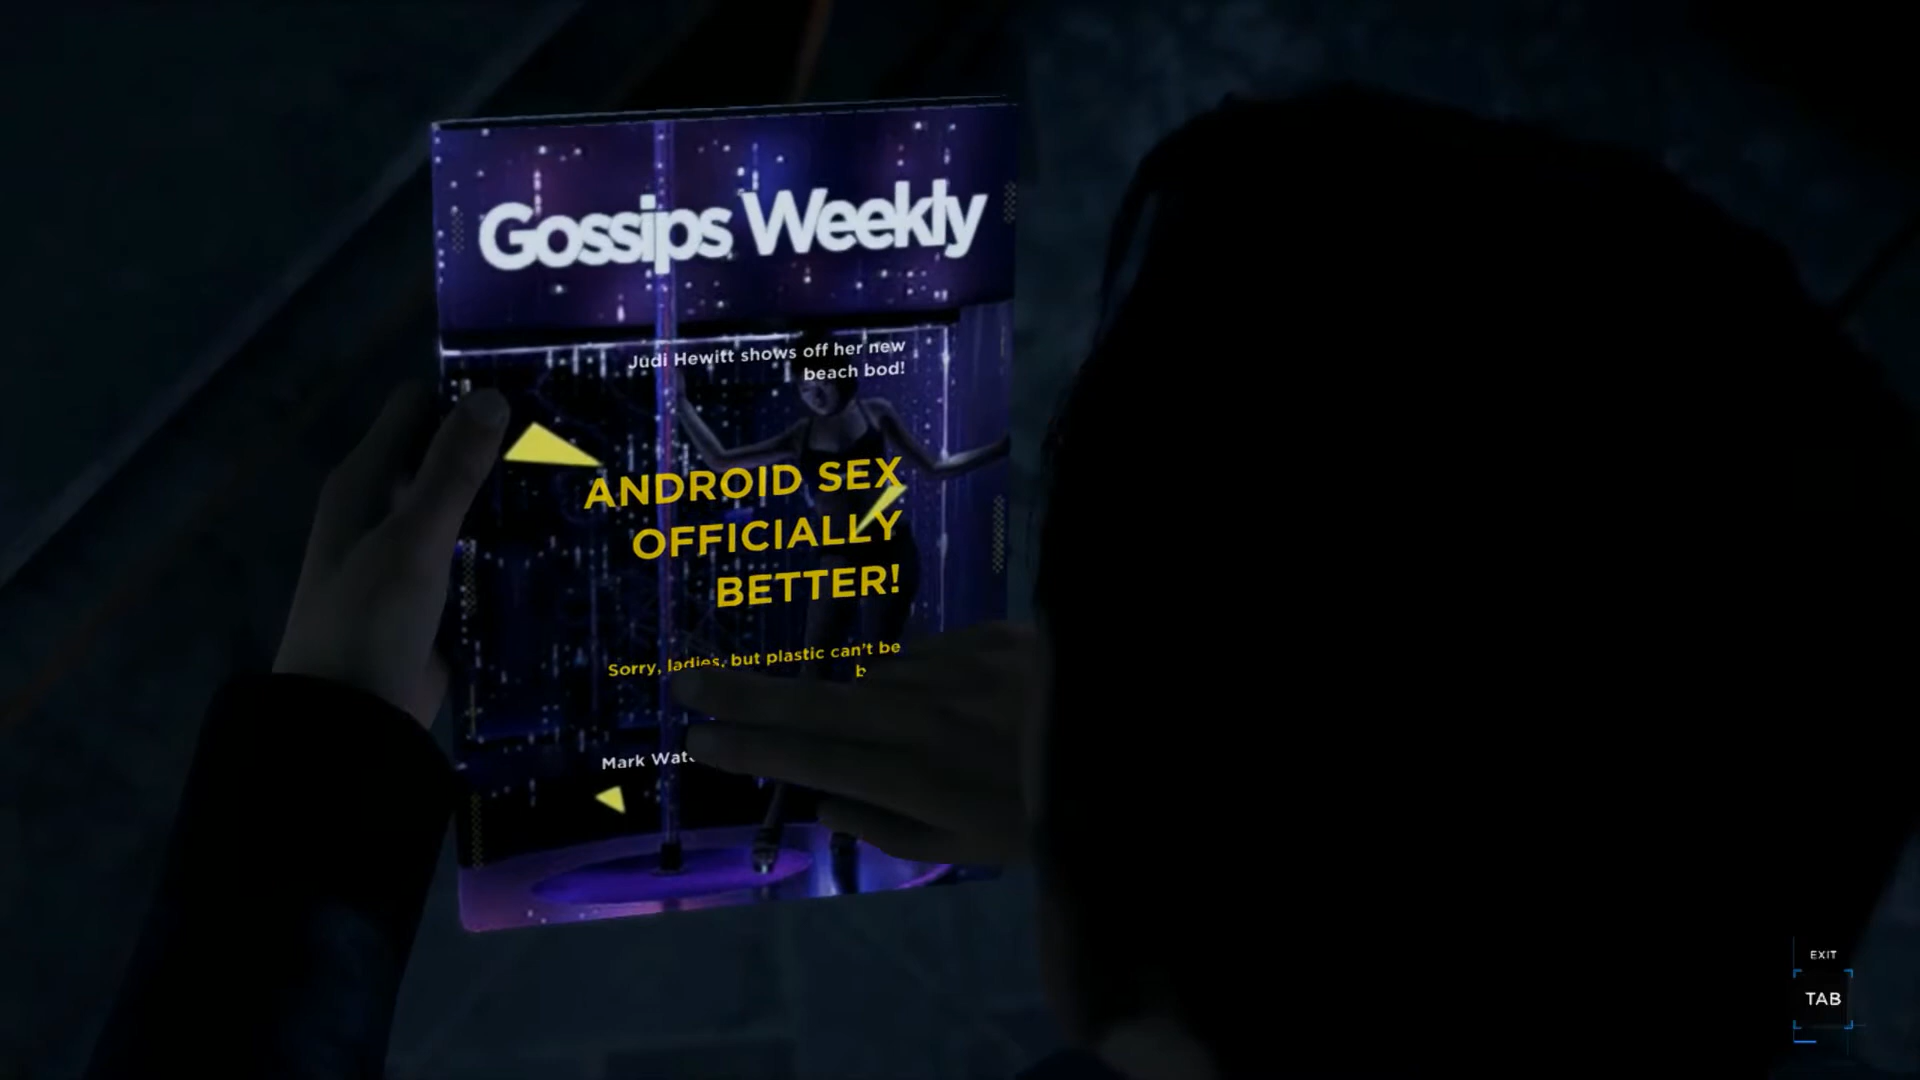 Gossips Weekly
Judi Hewitt shows off her new
beach bod!
ANDROID SEX
OFFICIALLY
BETTER!
Sorry, ladies, but plastic can't be
Mark
EXIT
TAB